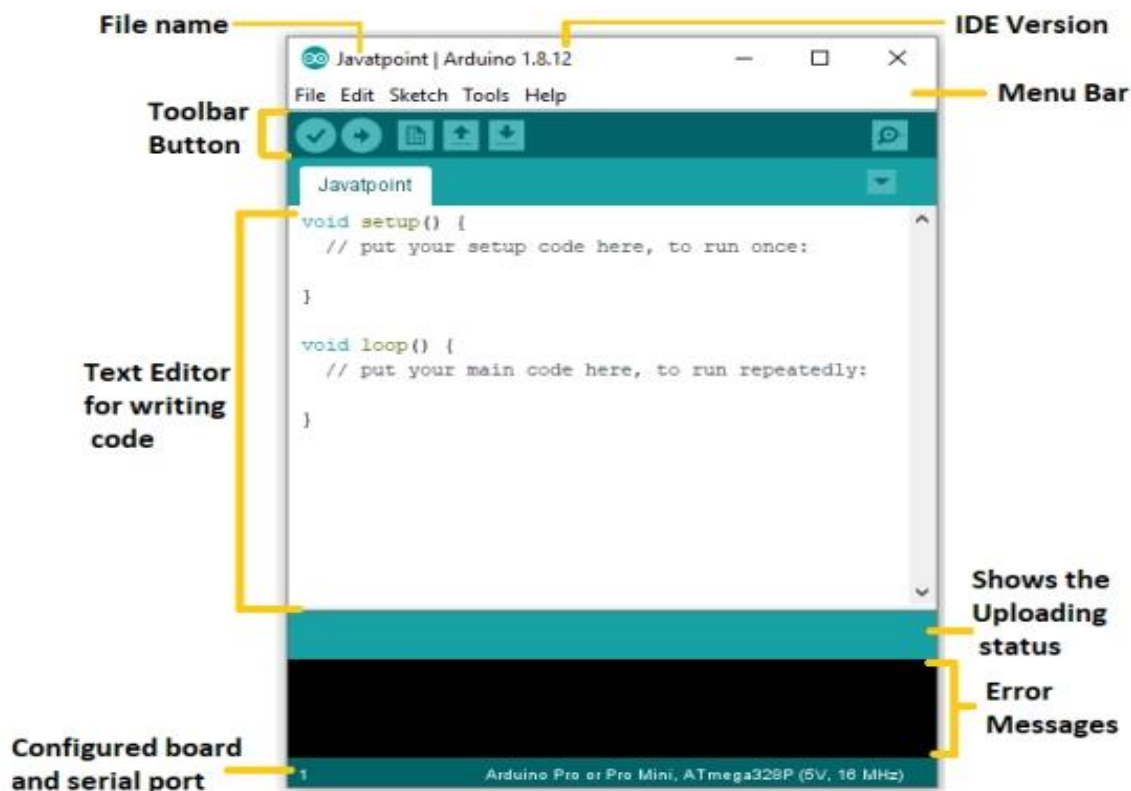 File name
IDE Version
Javatpoint | Arduino 1.8.12
File Edit Sketch Tools Help
Menu Bar
Toolbar
Button
Javatpoint
void setup() {
// put your setup code here, to run once:
}
void loop() {
// put your main code here, to run repeatedly:
}
Text Editor
for writing
code
Shows the
Uploading
status
Error
Messages
Configured board
and serial port
1
Arduino Pro or Pro Mini, ATmega328P (5V, 16 MHz)